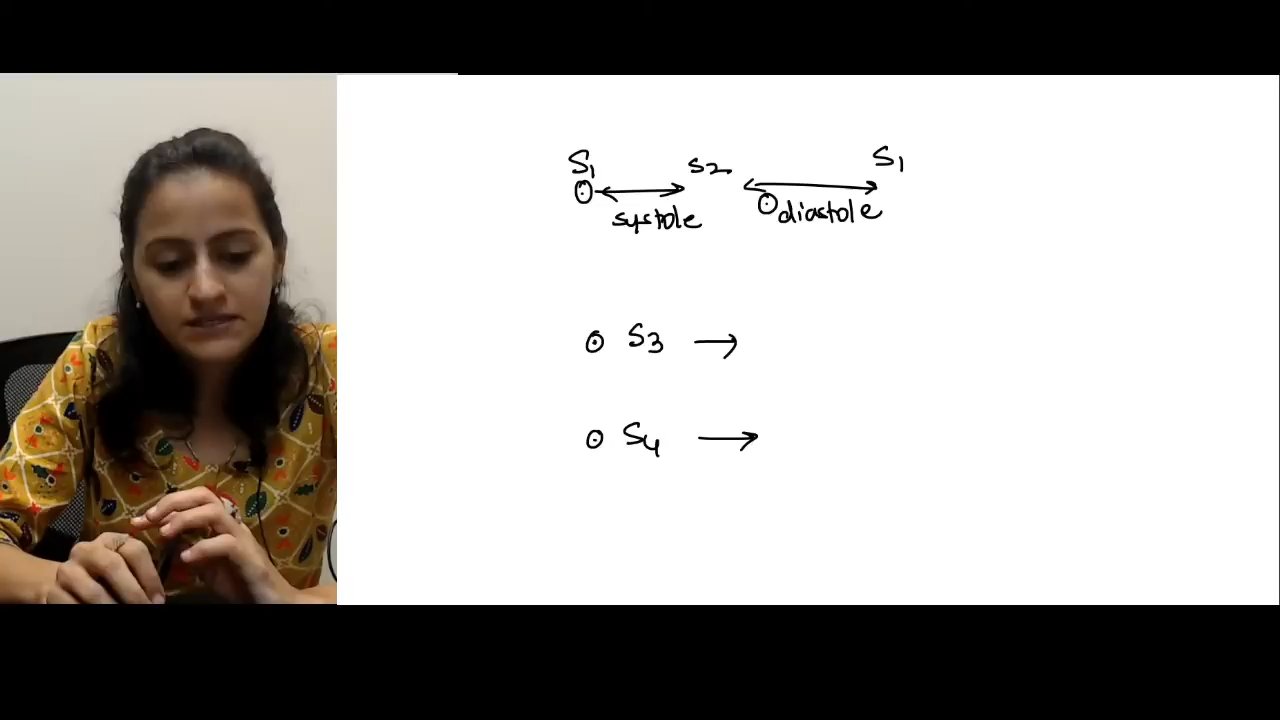 S1 S2 S1
systole diastole
S3 →
S4 →